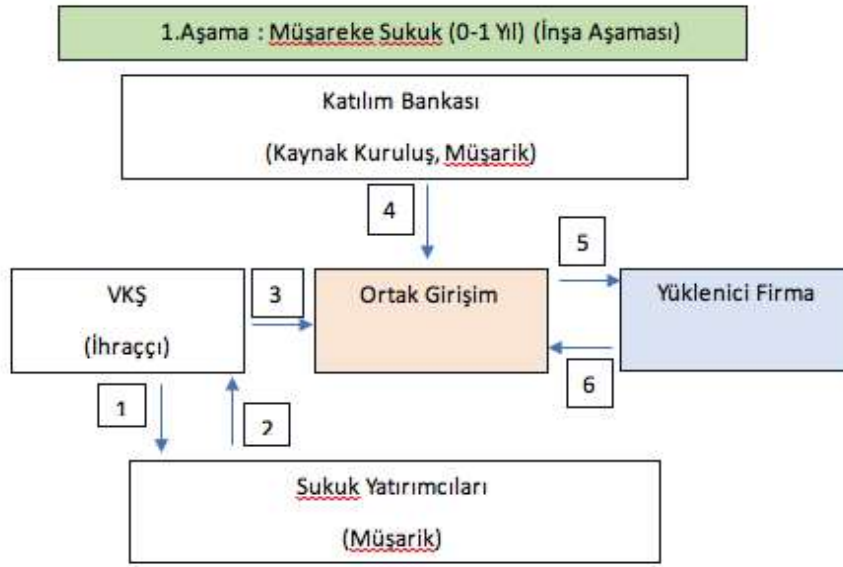 1.Aşama : Müşareke Sukuk (0-1 Yıl) (İnşa Aşaması)
Katılım Bankası
(Kaynak Kuruluş, Müşarik)
4
5
VKŞ
(İhraççı)
3
Ortak Girişim
Yüklenici Firma
6
1
2
Sukuk Yatırımcıları
(Müşarik)